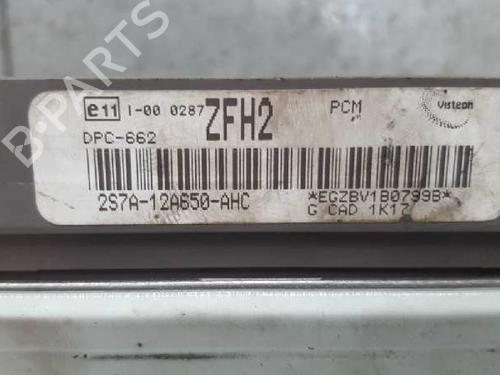 e11 I-00 0287 ZFH2 PCM Visteon
DPC-662
2S7A-12A650-AHC *EGZBV1B0799B*
G CAD 1K17
B-PARTS